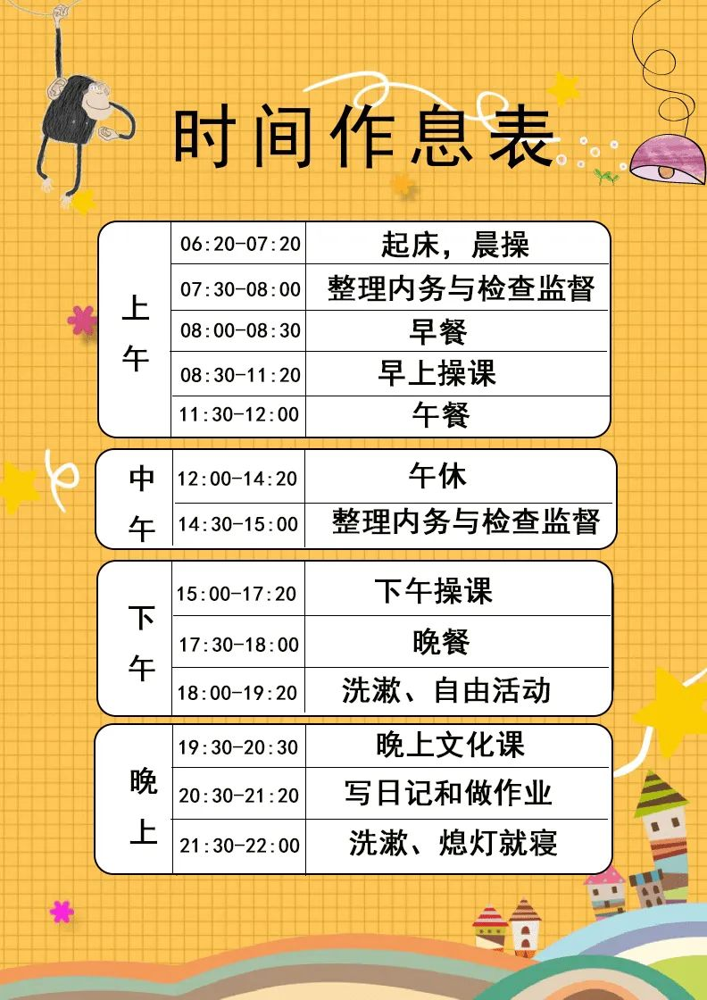 时间作息表
上午
06:20-07:20 起床，晨操
07:30-08:00 整理内务与检查监督
08:00-08:30 早餐
08:30-11:20 早上操课
11:30-12:00 午餐
中午
12:00-14:20 午休
14:30-15:00 整理内务与检查监督
下午
15:00-17:20 下午操课
17:30-18:00 晚餐
18:00-19:20 洗漱、自由活动
晚上
19:30-20:30 晚上文化课
20:30-21:20 写日记和做作业
21:30-22:00 洗漱、熄灯就寝